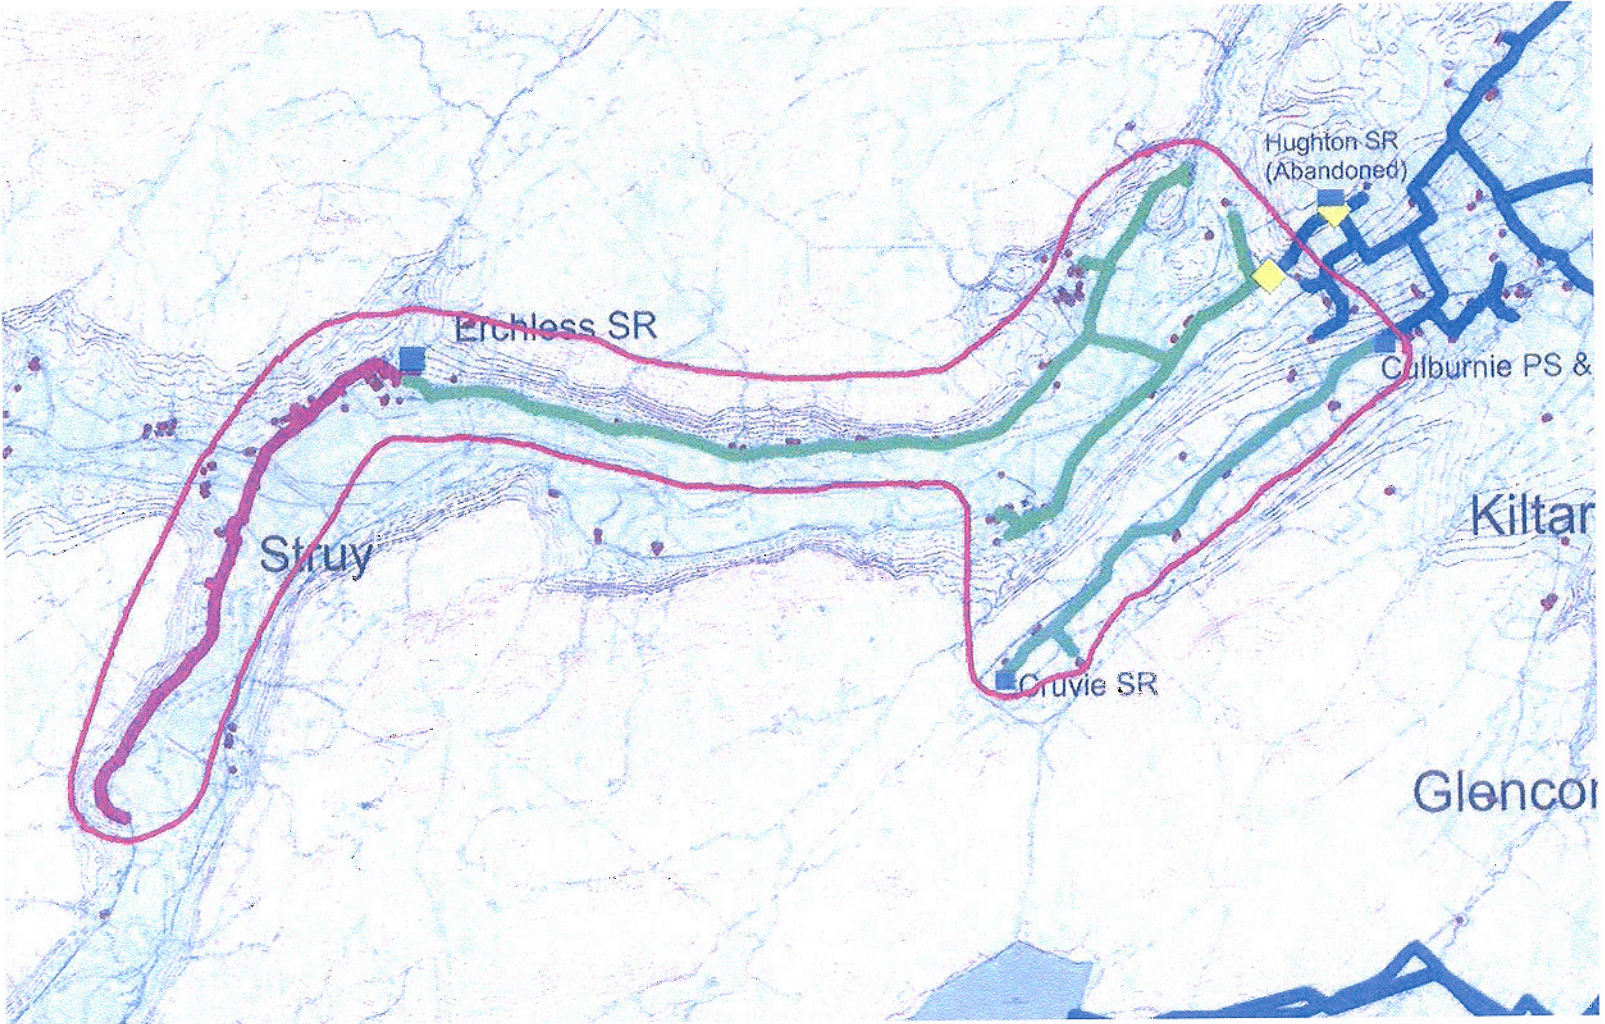 Hughton SR
(Abandoned)
Erchless SR
Culburnie PS &
Kiltar
Struy
Cruvie SR
Glencor